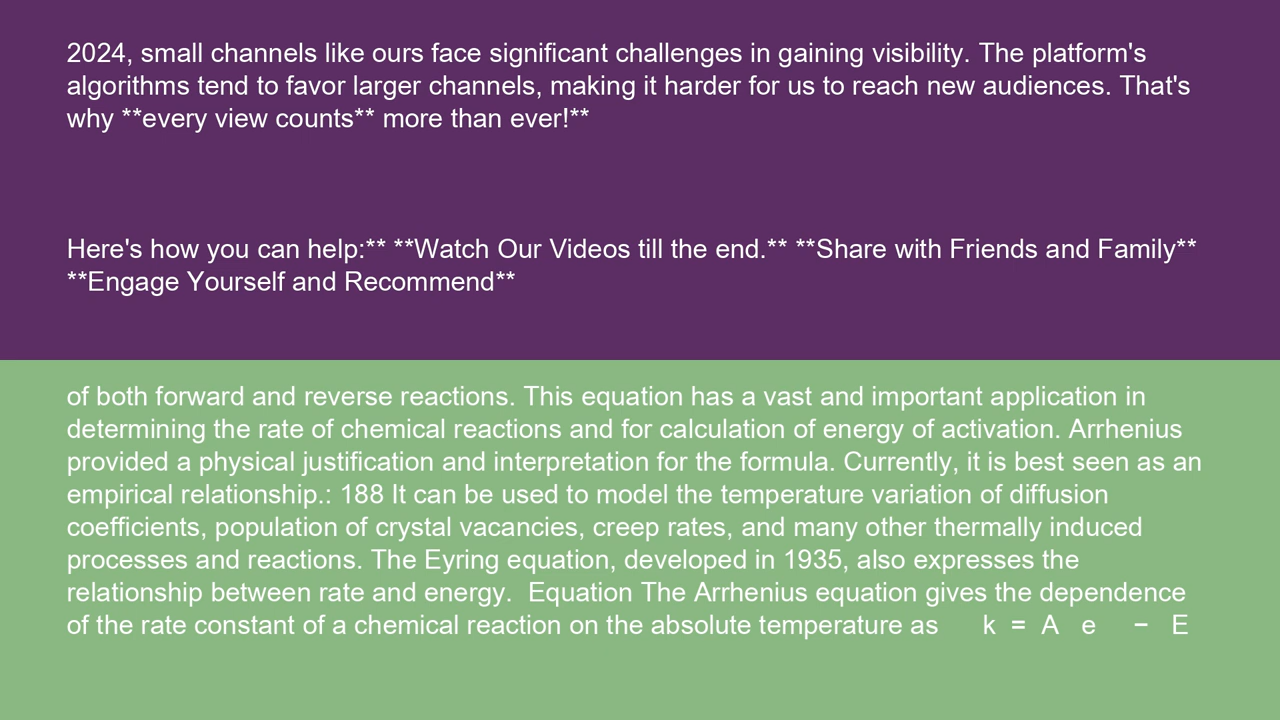 2024, small channels like ours face significant challenges in gaining visibility. The platform's
algorithms tend to favor larger channels, making it harder for us to reach new audiences. That's
why **every view counts** more than ever!**
Here's how you can help:** **Watch Our Videos till the end.** **Share with Friends and Family**
**Engage Yourself and Recommend**
of both forward and reverse reactions. This equation has a vast and important application in
determining the rate of chemical reactions and for calculation of energy of activation. Arrhenius
provided a physical justification and interpretation for the formula. Currently, it is best seen as an
empirical relationship.: 188 It can be used to model the temperature variation of diffusion
coefficients, population of crystal vacancies, creep rates, and many other thermally induced
processes and reactions. The Eyring equation, developed in 1935, also expresses the
relationship between rate and energy.  Equation The Arrhenius equation gives the dependence
of the rate constant of a chemical reaction on the absolute temperature as      k  =  A   e     −   E